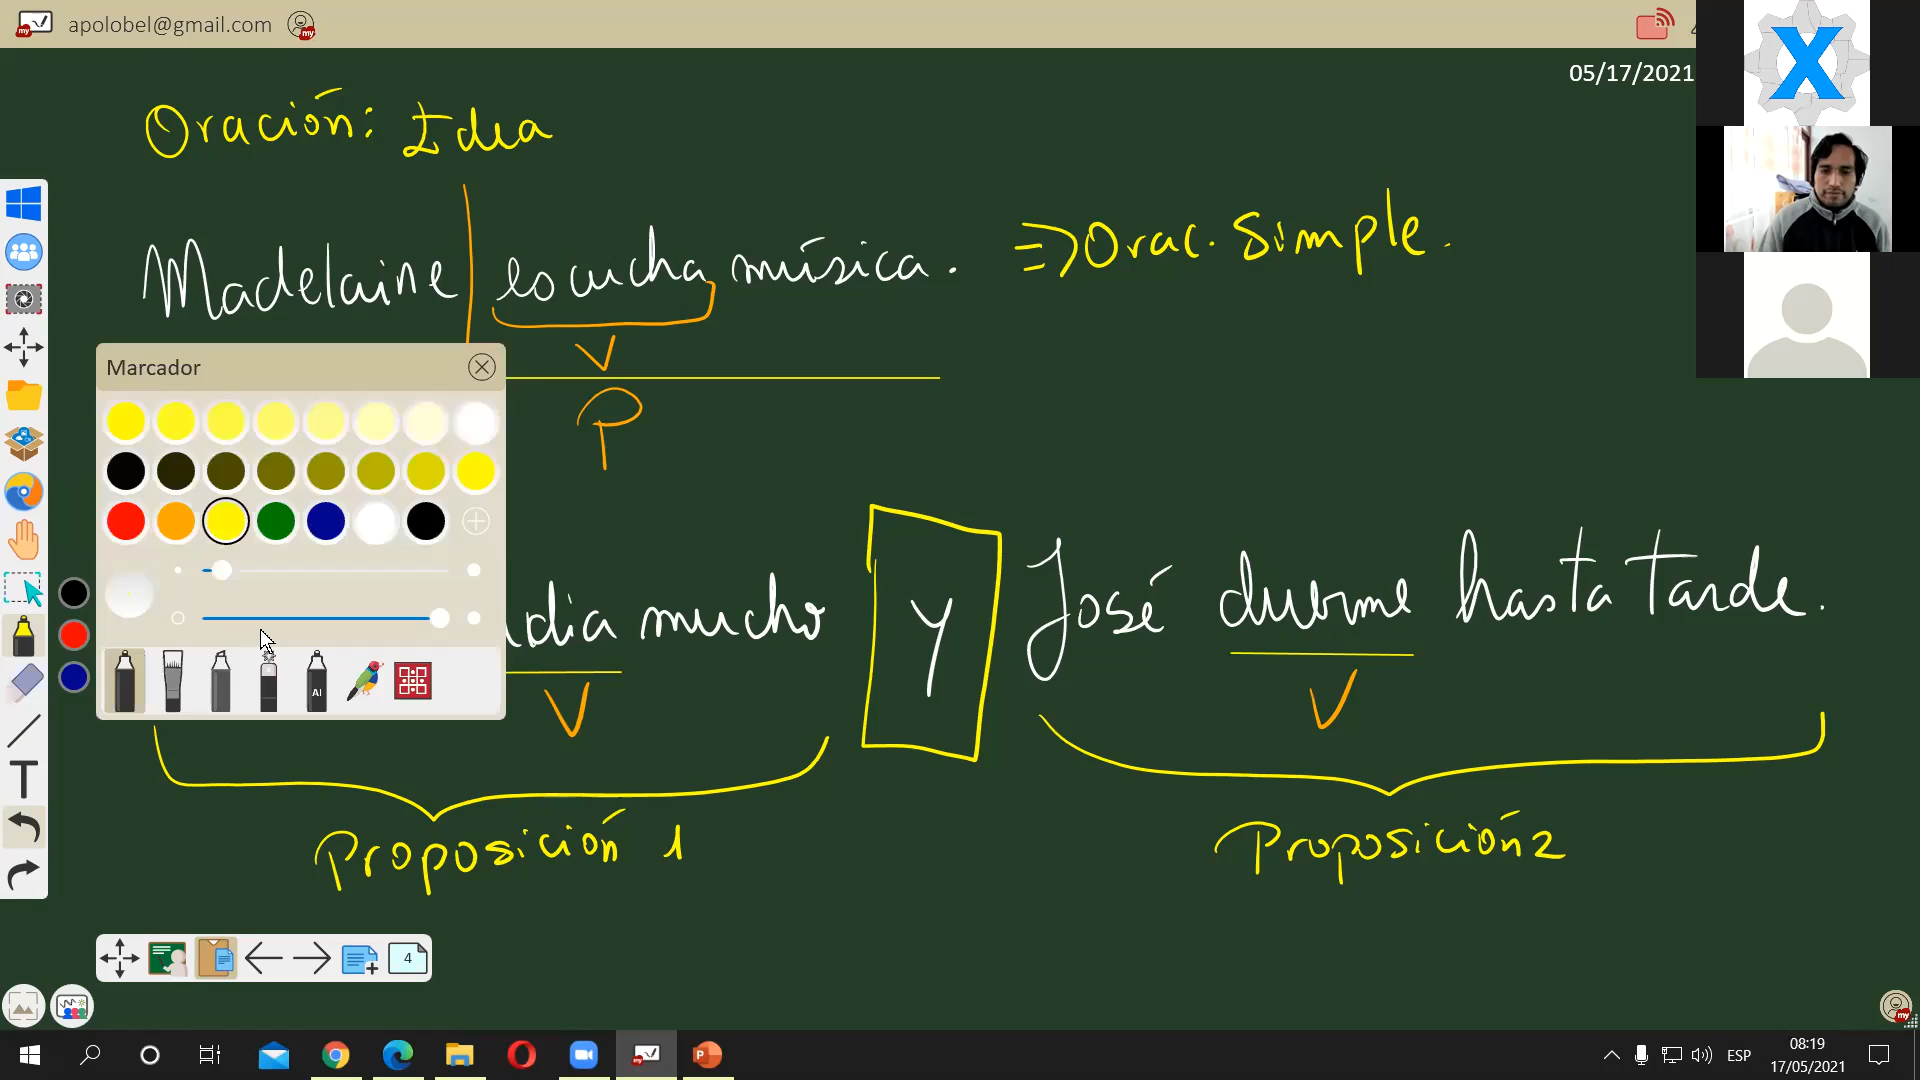 apolobel@gmail.com
05/17/2021
Oración: Idea
Madelaine escucha música. ⇒ Orac. Simple.
V
P
Marcador
AI
udia mucho y José duerme hasta tarde.
V V
Proposición 1 Proposición 2
T
4
ESP
08:19
17/05/2021